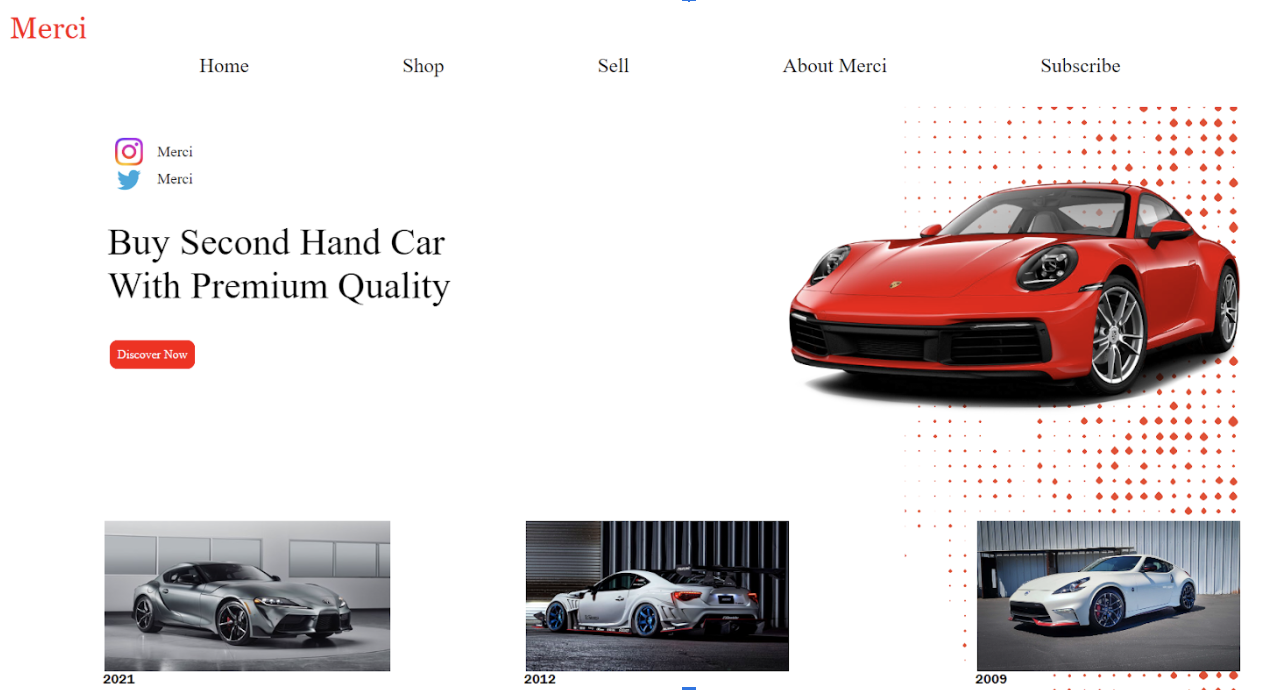 Merci
Home Shop Sell About Merci Subscribe
Merci
Merci
Buy Second Hand Car
With Premium Quality
Discover Now
2021 2012 2009